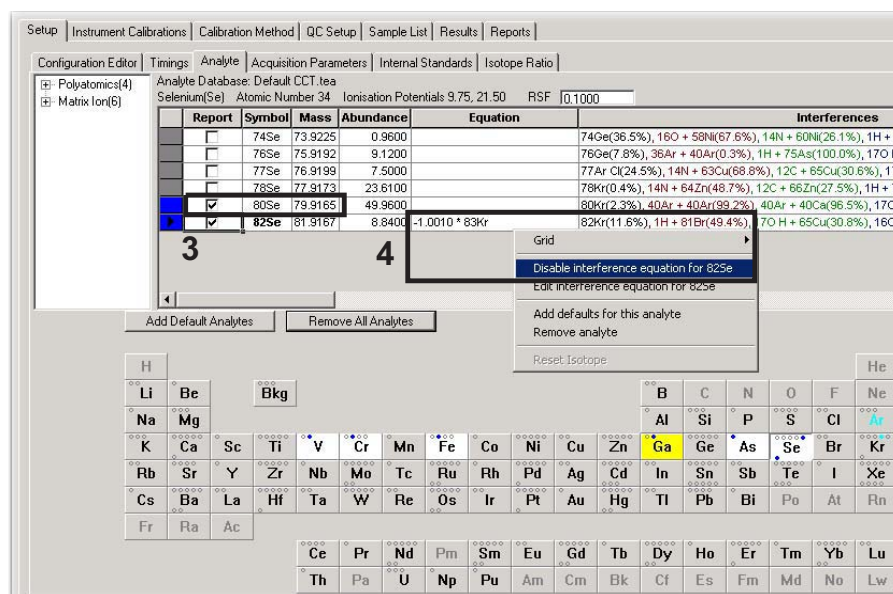 Setup Instrument Calibrations Calibration Method QC Setup Sample List Results Reports
Configuration Editor Timings Analyte Acquisition Parameters Internal Standards Isotope Ratio
Polyatomics(4)
Matrix Ion(6)
Analyte Database: Default CCT.tea
Selenium(Se) Atomic Number 34 Ionisation Potentials 9.75, 21.50 RSF 0.1000
Report Symbol Mass Abundance Equation Interferences
74Se 73.9225 0.9600 74Ge(36.5%), 16O + 58Ni(67.6%), 14N + 60Ni(26.1%), 1H +
76Se 75.9192 9.1200 76Ge(7.8%), 36Ar + 40Ar(0.3%), 1H + 75As(100.0%), 17O
77Se 76.9199 7.5000 77Ar Cl(24.5%), 14N + 63Cu(68.8%), 12C + 65Cu(30.6%),
78Se 77.9173 23.6100 78Kr(0.4%), 14N + 64Zn(48.7%), 12C + 66Zn(27.5%), 1H +
80Se 79.9165 49.9600 80Kr(2.3%), 40Ar + 40Ar(99.2%), 40Ar + 40Ca(96.5%), 17O
82Se 81.9167 8.8400 -1.0010 * 83Kr 82Kr(11.6%), 1H + 81Br(49.4%), 17O H + 65Cu(30.8%), 16O
3 4
Grid
Disable interference equation for 82Se
Edit interference equation for 82Se
Add defaults for this analyte
Remove analyte
Reset Isotope
Add Default Analytes Remove All Analytes
H He
Li Be Bkg B C N O F Ne
Na Mg Al Si P S Cl Ar
K Ca Sc Ti V Cr Mn Fe Co Ni Cu Zn Ga Ge As Se Br Kr
Rb Sr Y Zr Nb Mo Tc Ru Rh Pd Ag Cd In Sn Sb Te I Xe
Cs Ba La Hf Ta W Re Os Ir Pt Au Hg Tl Pb Bi Po At Rn
Fr Ra Ac
Ce Pr Nd Pm Sm Eu Gd Tb Dy Ho Er Tm Yb Lu
Th Pa U Np Pu Am Cm Bk Cf Es Fm Md No Lw